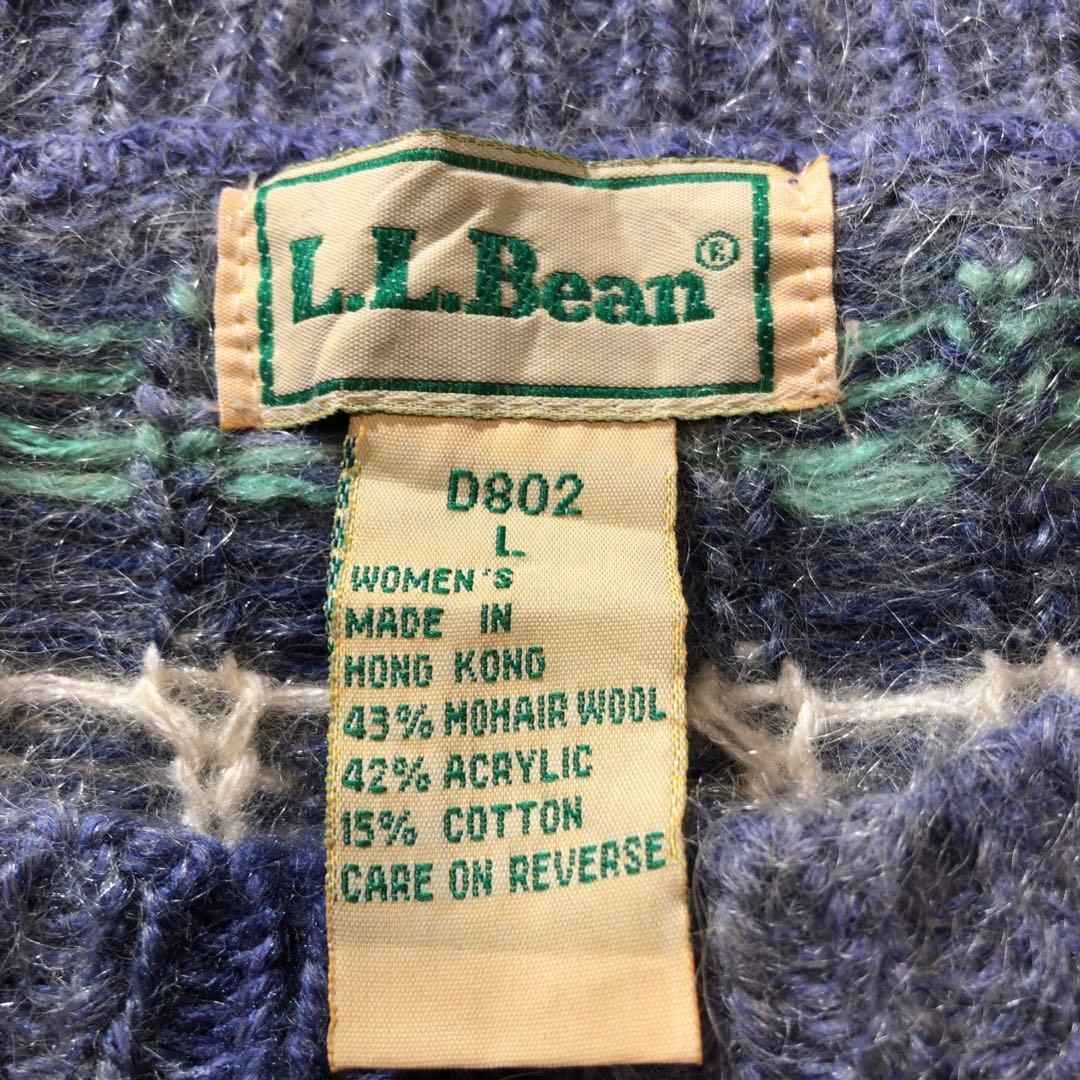 L.L.Bean®
D802
L
WOMEN'S
MADE IN
HONG KONG
43% MOHAIR WOOL
42% ACRYLIC
15% COTTON
CARE ON REVERSE